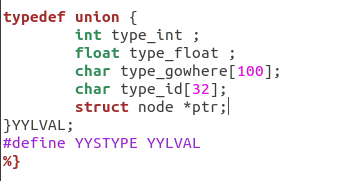 typedef union {
        int type_int ;
        float type_float ;
        char type_gowhere[100];
        char type_id[32];
        struct node *ptr;
}YYLVAL;
#define YYSTYPE YYLVAL
%}